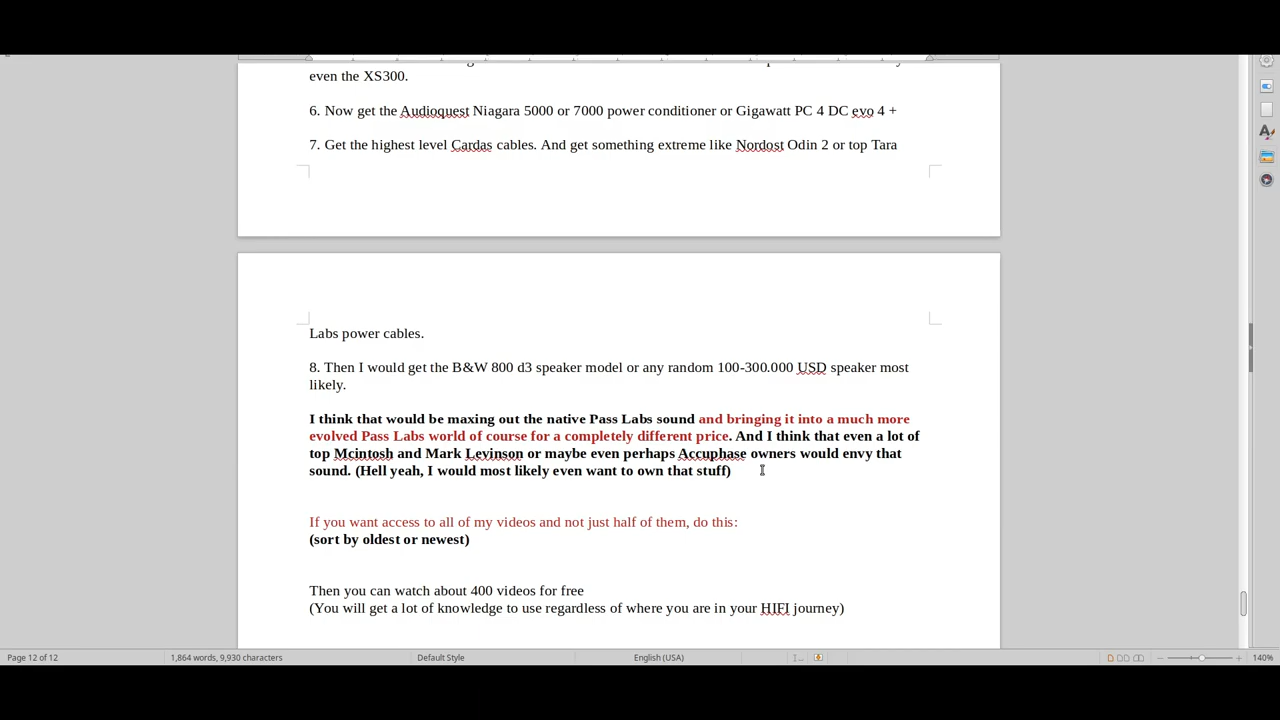 even the XS300.
6. Now get the Audioquest Niagara 5000 or 7000 power conditioner or Gigawatt PC 4 DC evo 4 +
7. Get the highest level Cardas cables. And get something extreme like Nordost Odin 2 or top Tara
Labs power cables.
8. Then I would get the B&W 800 d3 speaker model or any random 100-300.000 USD speaker most
likely.
I think that would be maxing out the native Pass Labs sound and bringing it into a much more
evolved Pass Labs world of course for a completely different price. And I think that even a lot of
top Mcintosh and Mark Levinson or maybe even perhaps Accuphase owners would envy that
sound. (Hell yeah, I would most likely even want to own that stuff)
If you want access to all of my videos and not just half of them, do this:
(sort by oldest or newest)
Then you can watch about 400 videos for free
(You will get a lot of knowledge to use regardless of where you are in your HIFI journey)
Page 12 of 12
1,864 words, 9,930 characters
Default Style
English (USA)
140%